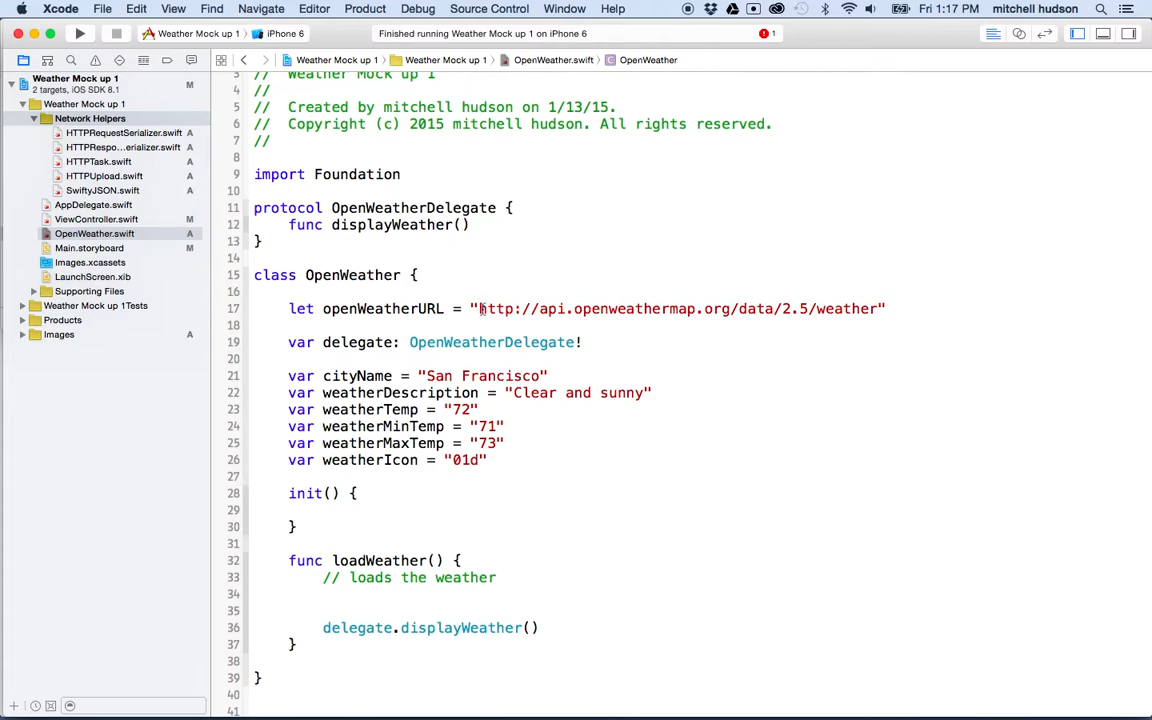 Xcode File Edit View Find Navigate Editor Product Debug Source Control Window Help Fri 1:17 PM mitchell hudson
Weather Mock up 1 iPhone 6 Finished running Weather Mock up 1 on iPhone 6 1
Weather Mock up 1 Weather Mock up 1 OpenWeather.swift C OpenWeather
Weather Mock up 1 M
2 targets, iOS SDK 8.1
Weather Mock up 1
Network Helpers
HTTPRequestSerializer.swift A
HTTPRespo...erializer.swift A
HTTPTask.swift A
HTTPUpload.swift A
SwiftyJSON.swift A
AppDelegate.swift
ViewController.swift M
OpenWeather.swift A
Main.storyboard M
Images.xcassets
LaunchScreen.xib
Supporting Files
Weather Mock up 1Tests
Products
Images
3 // Weather Mock up 1
4 //
5 // Created by mitchell hudson on 1/13/15.
6 // Copyright (c) 2015 mitchell hudson. All rights reserved.
7 //
8
9 import Foundation
10
11 protocol OpenWeatherDelegate {
12 func displayWeather()
13 }
14
15 class OpenWeather {
16
17 let openWeatherURL = "http://api.openweathermap.org/data/2.5/weather"
18
19 var delegate: OpenWeatherDelegate!
20
21 var cityName = "San Francisco"
22 var weatherDescription = "Clear and sunny"
23 var weatherTemp = "72"
24 var weatherMinTemp = "71"
25 var weatherMaxTemp = "73"
26 var weatherIcon = "01d"
27
28 init() {
29
30 }
31
32 func loadWeather() {
33 // loads the weather
34
35
36 delegate.displayWeather()
37 }
38
39 }
40
41